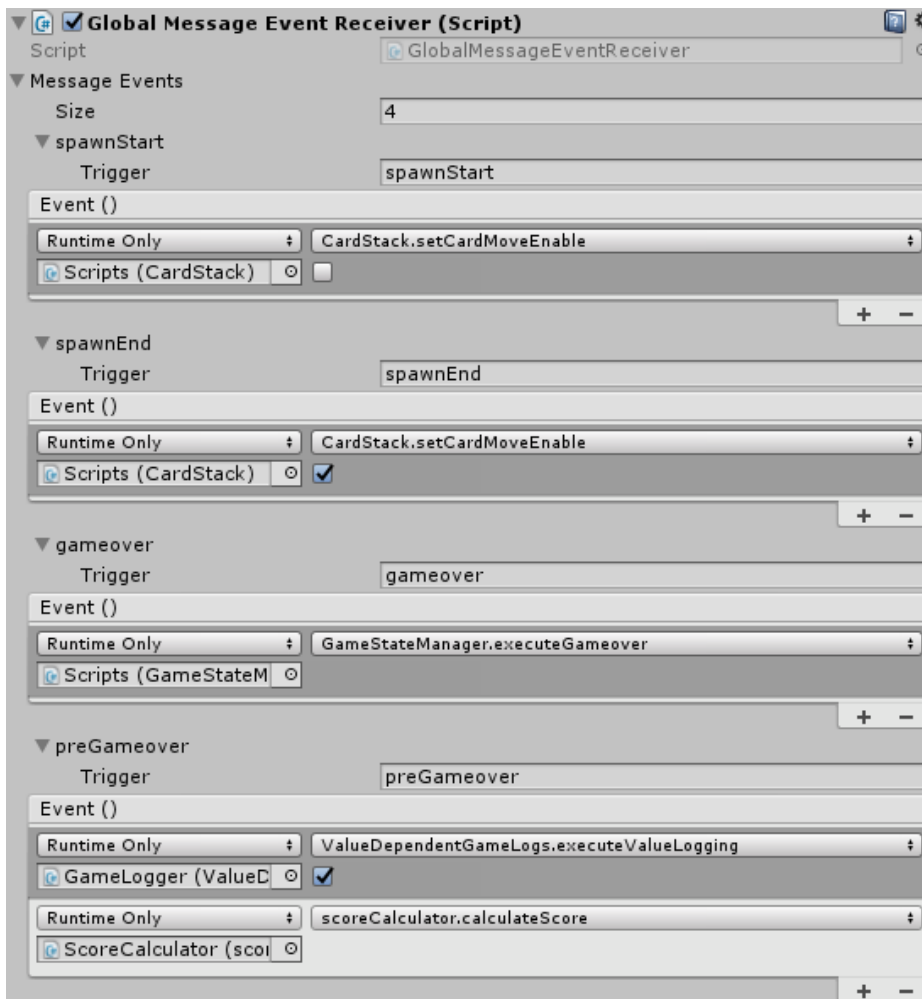 Global Message Event Receiver (Script)
Script GlobalMessageEventReceiver
Message Events
Size 4
spawnStart
Trigger spawnStart
Event ()
Runtime Only CardStack.setCardMoveEnable
Scripts (CardStack)
spawnEnd
Trigger spawnEnd
Event ()
Runtime Only CardStack.setCardMoveEnable
Scripts (CardStack)
gameover
Trigger gameover
Event ()
Runtime Only GameStateManager.executeGameover
Scripts (GameStateM
preGameover
Trigger preGameover
Event ()
Runtime Only ValueDependentGameLogs.executeValueLogging
GameLogger (ValueD
Runtime Only scoreCalculator.calculateScore
ScoreCalculator (scor